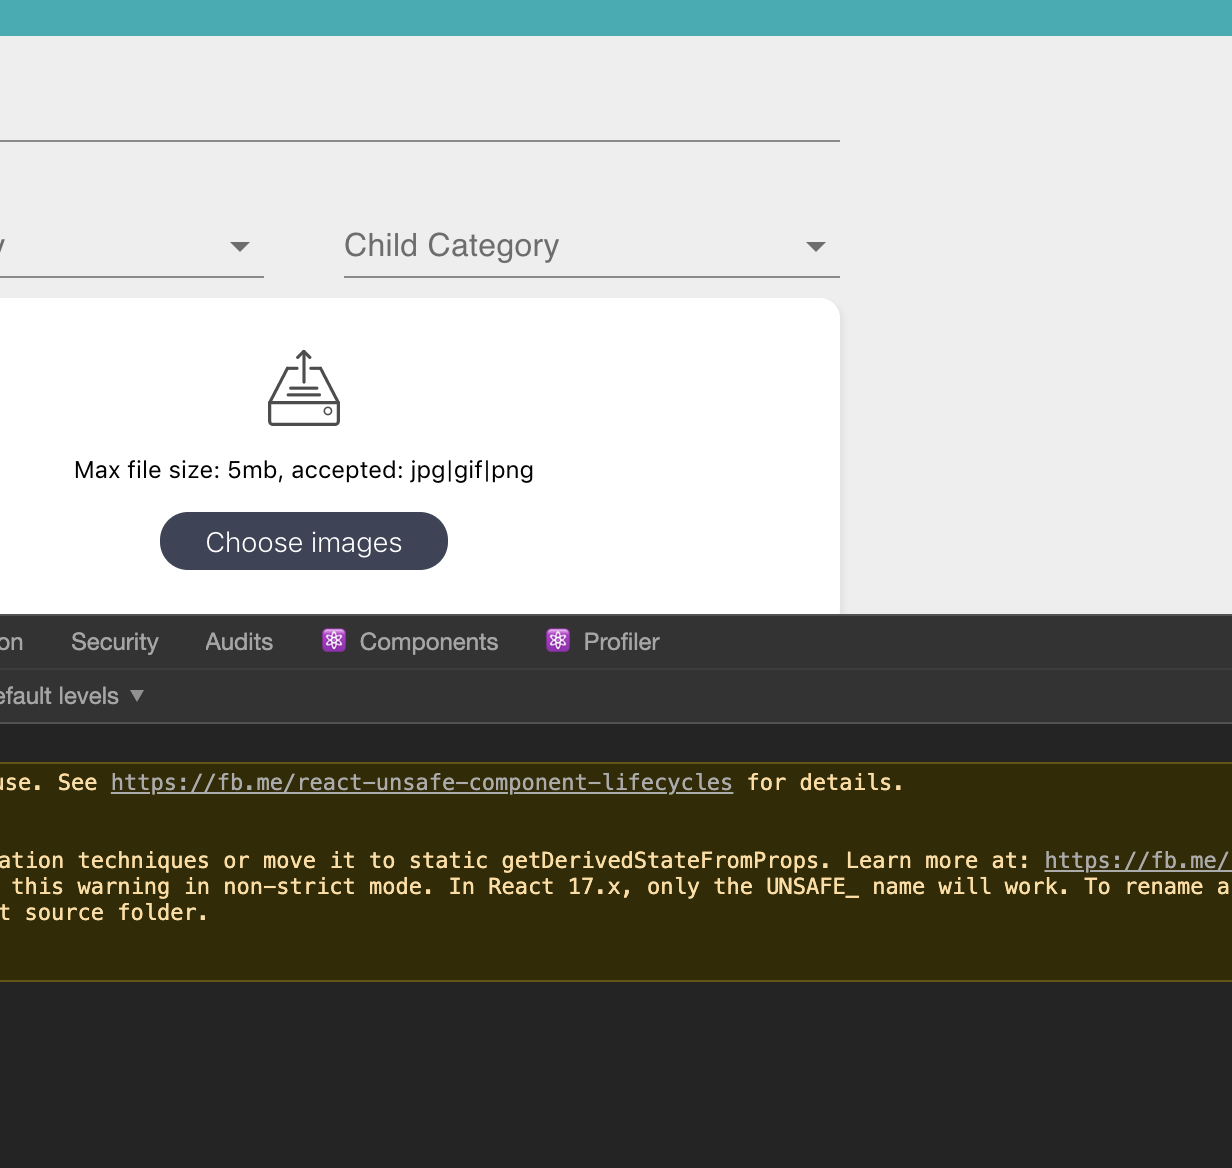 Child Category
Max file size: 5mb, accepted: jpg|gif|png
Choose images
on Security Audits Components Profiler
efault levels ▼
use. See https://fb.me/react-unsafe-component-lifecycles for details.
ation techniques or move it to static getDerivedStateFromProps. Learn more at: https://fb.me/
this warning in non-strict mode. In React 17.x, only the UNSAFE_ name will work. To rename a
t source folder.